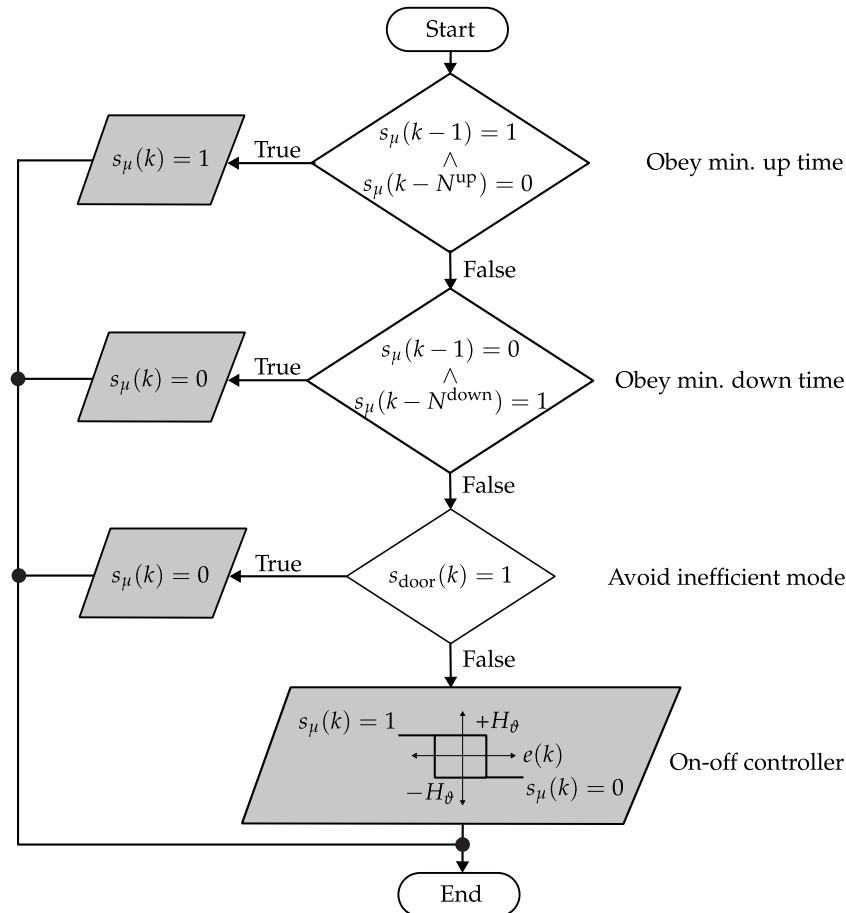 Start
s_μ(k − 1) = 1
∧
s_μ(k − N^up) = 0
True
s_μ(k) = 1
Obey min. up time
False
s_μ(k − 1) = 0
∧
s_μ(k − N^down) = 1
True
s_μ(k) = 0
Obey min. down time
False
s_door(k) = 1
True
s_μ(k) = 0
Avoid inefficient mode
False
s_μ(k) = 1
+H_ϑ
e(k)
−H_ϑ
s_μ(k) = 0
On-off controller
End